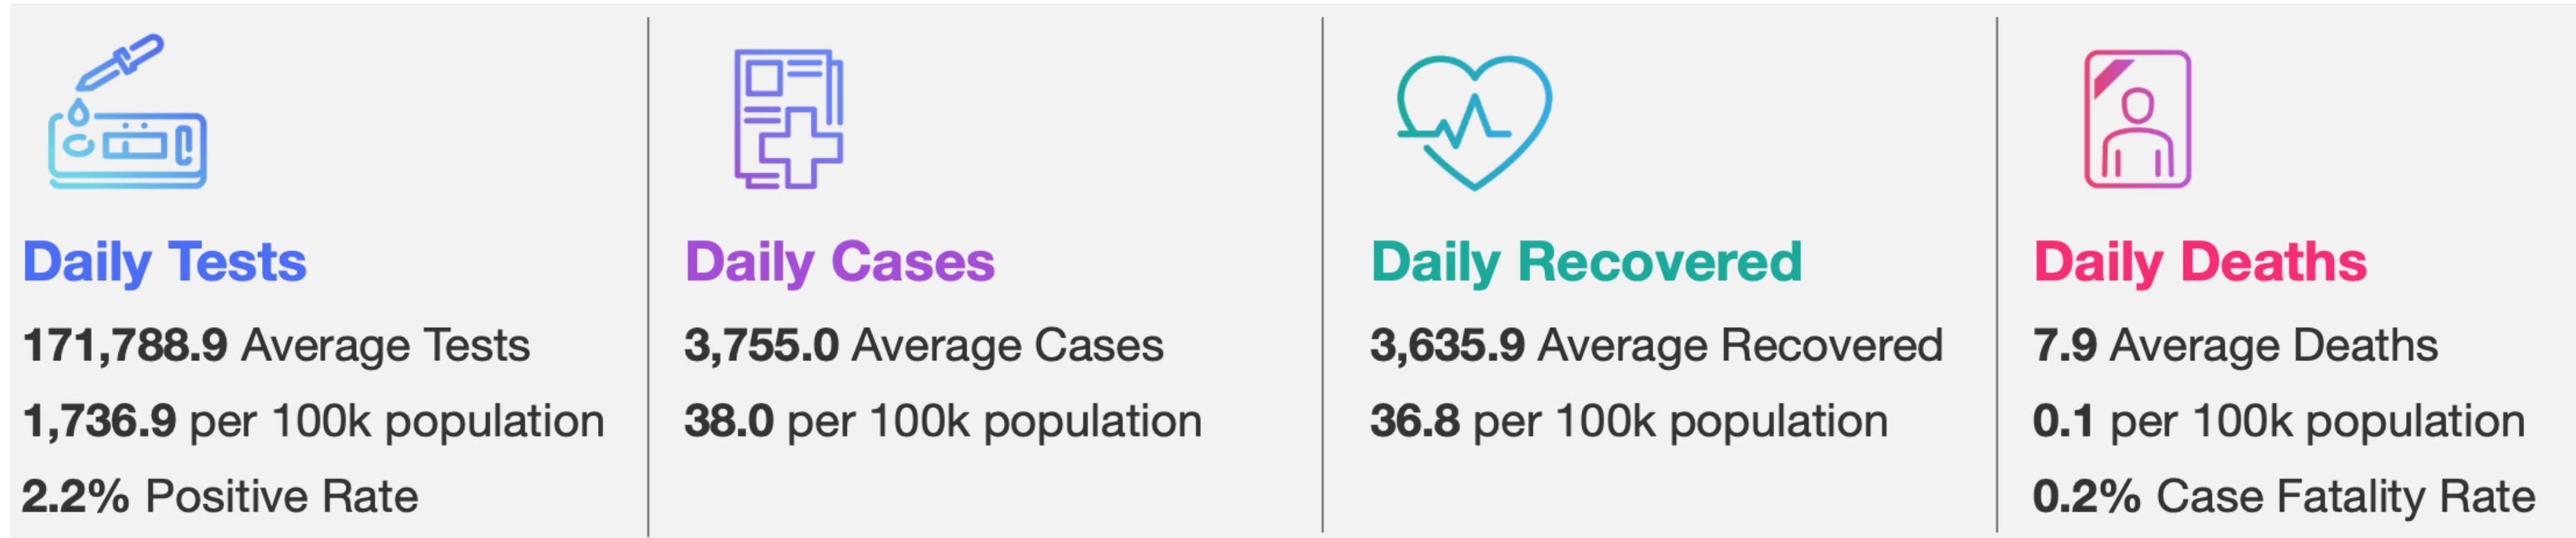 Daily Tests
171,788.9 Average Tests
1,736.9 per 100k population
2.2% Positive Rate
Daily Cases
3,755.0 Average Cases
38.0 per 100k population
Daily Recovered
3,635.9 Average Recovered
36.8 per 100k population
Daily Deaths
7.9 Average Deaths
0.1 per 100k population
0.2% Case Fatality Rate